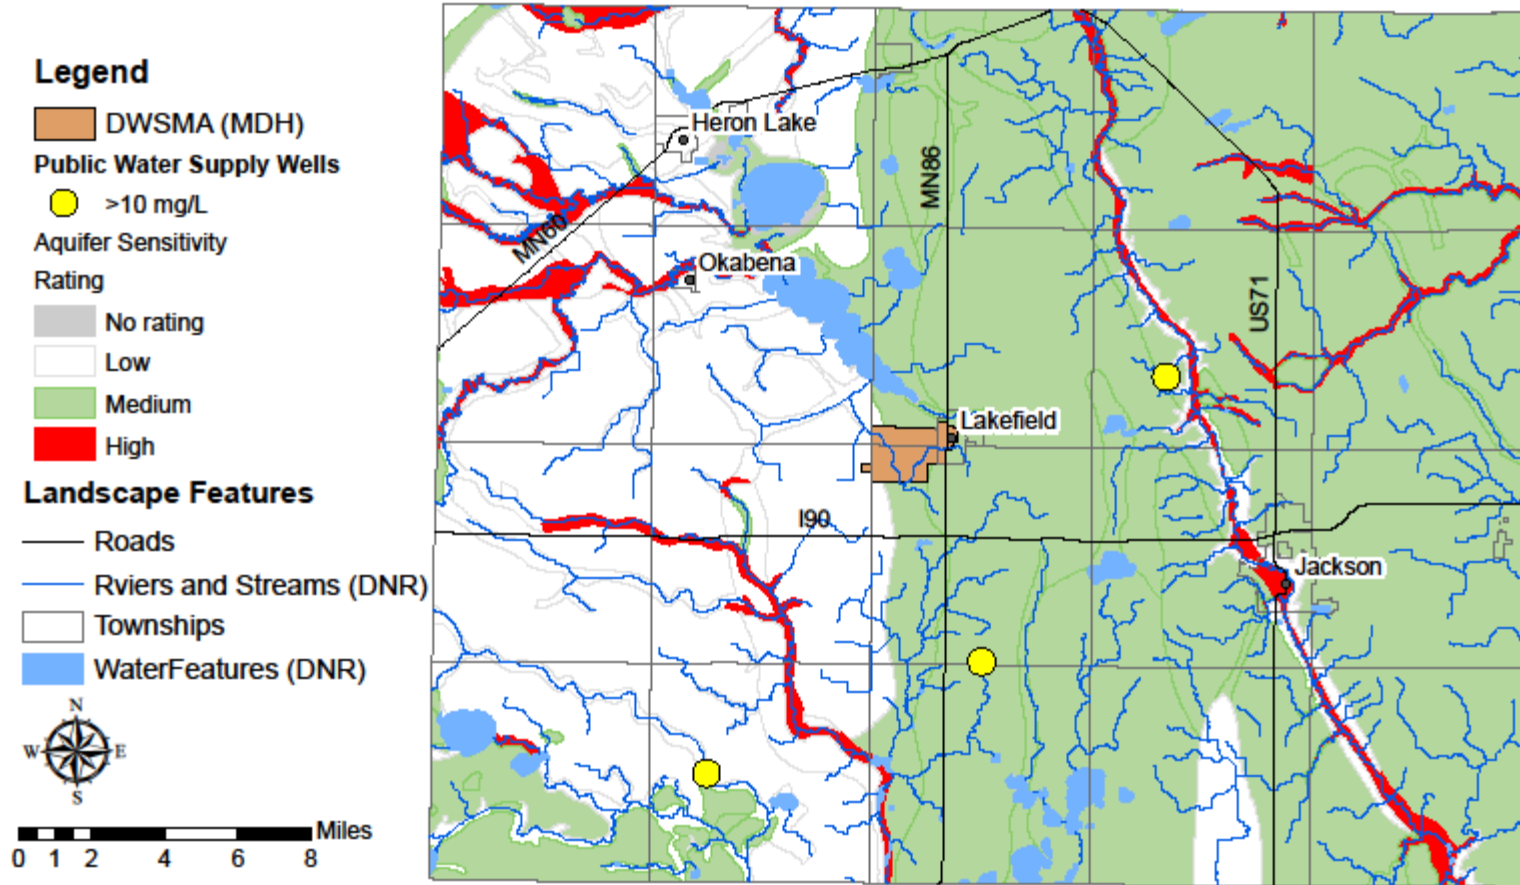 Legend
DWSMA (MDH)
Public Water Supply Wells
>10 mg/L
Aquifer Sensitivity
Rating
No rating
Low
Medium
High
Landscape Features
Roads
Rviers and Streams (DNR)
Townships
WaterFeatures (DNR)
N
W E
S
Miles
0 1 2 4 6 8
Heron Lake
MN86
MN60
Okabena
US71
Lakefield
I90
Jackson